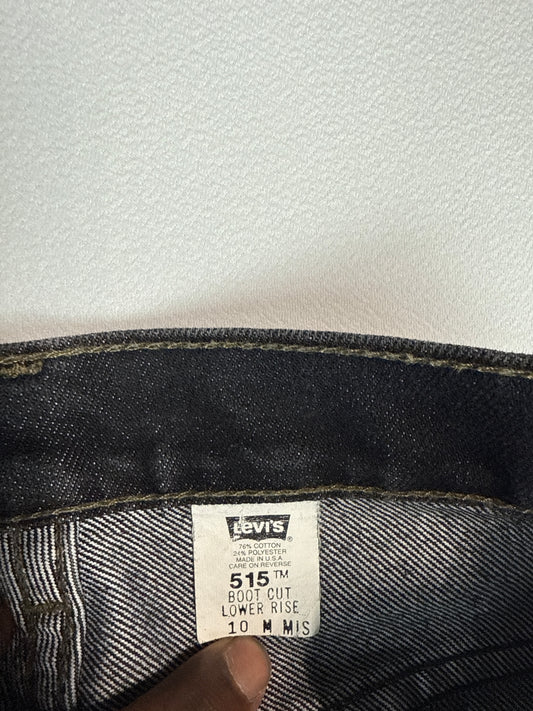 Levi's
76% COTTON
24% POLYESTER
MADE IN U.S.A
CARE ON REVERSE
515™
BOOT CUT
LOWER RISE
10 M MIS